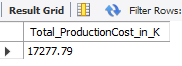 Result Grid Filter Rows:
Total_ProductionCost_in_K
17277.79